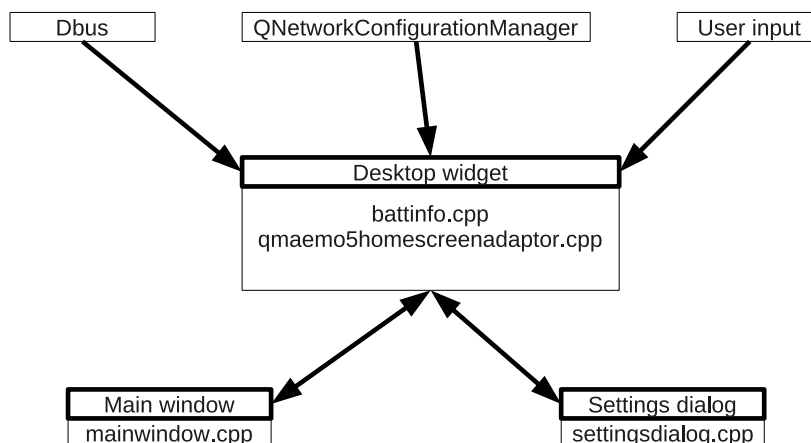 Dbus
QNetworkConfigurationManager
User input
Desktop widget
battinfo.cpp
qmaemo5homescreenadaptor.cpp
Main window
mainwindow.cpp
Settings dialog
settingsdialog.cpp